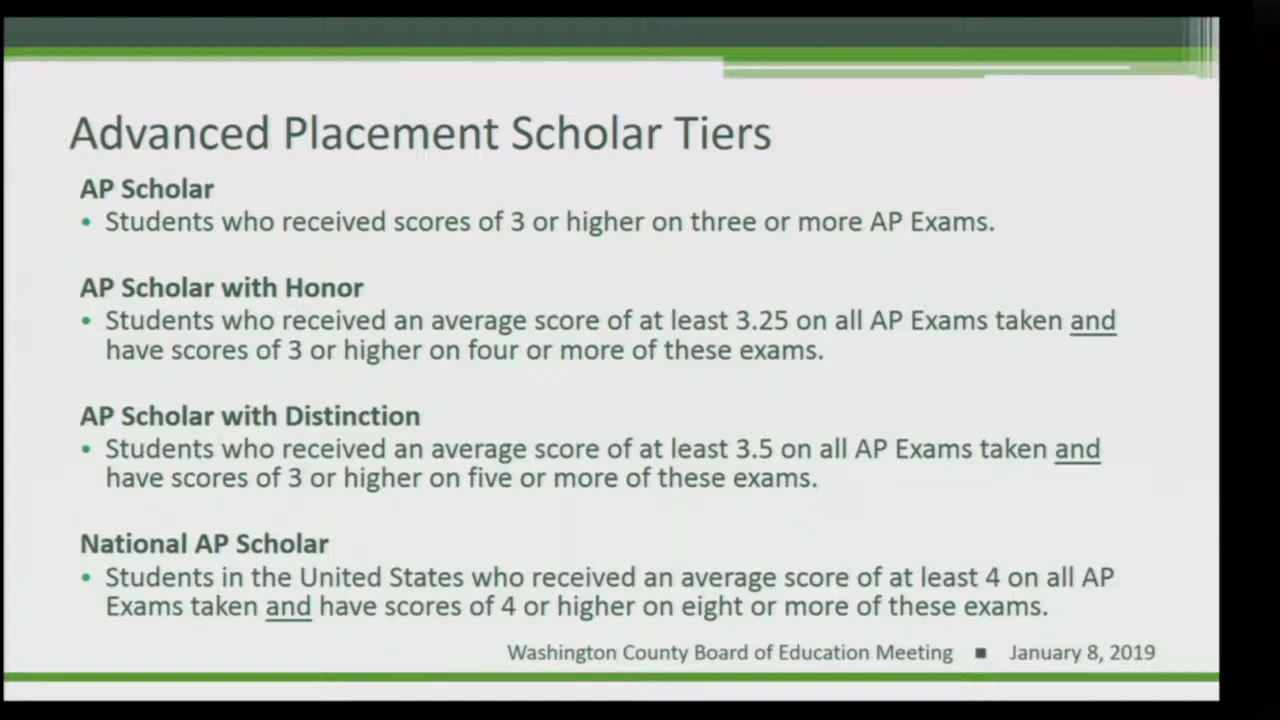 Advanced Placement Scholar Tiers
AP Scholar
• Students who received scores of 3 or higher on three or more AP Exams.
AP Scholar with Honor
• Students who received an average score of at least 3.25 on all AP Exams taken and
have scores of 3 or higher on four or more of these exams.
AP Scholar with Distinction
• Students who received an average score of at least 3.5 on all AP Exams taken and
have scores of 3 or higher on five or more of these exams.
National AP Scholar
• Students in the United States who received an average score of at least 4 on all AP
Exams taken and have scores of 4 or higher on eight or more of these exams.
Washington County Board of Education Meeting ■ January 8, 2019